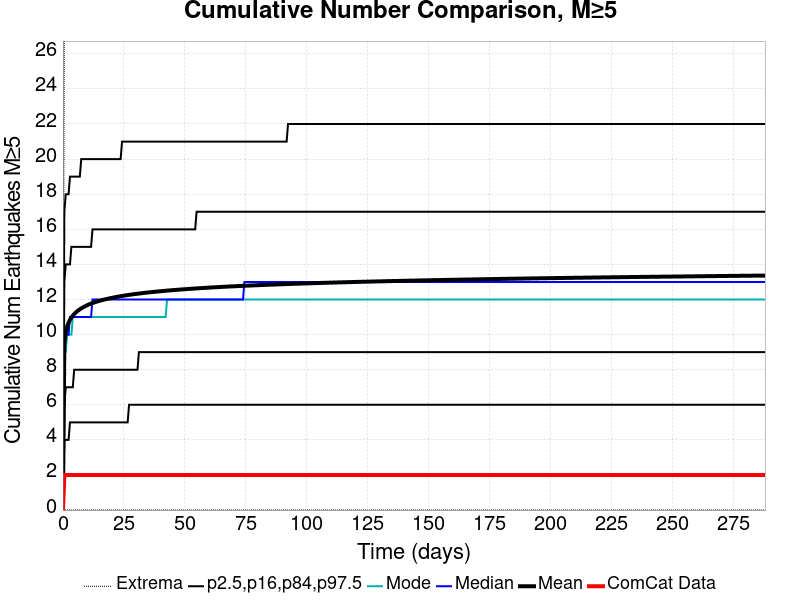 Cumulative Number Comparison, M≥5
Cumulative Num Earthquakes M≥5
26
24
22
20
18
16
14
12
10
8
6
4
2
0
0 25 50 75 100 125 150 175 200 225 250 275
Time (days)
Extrema p2.5,p16,p84,p97.5 Mode Median Mean ComCat Data